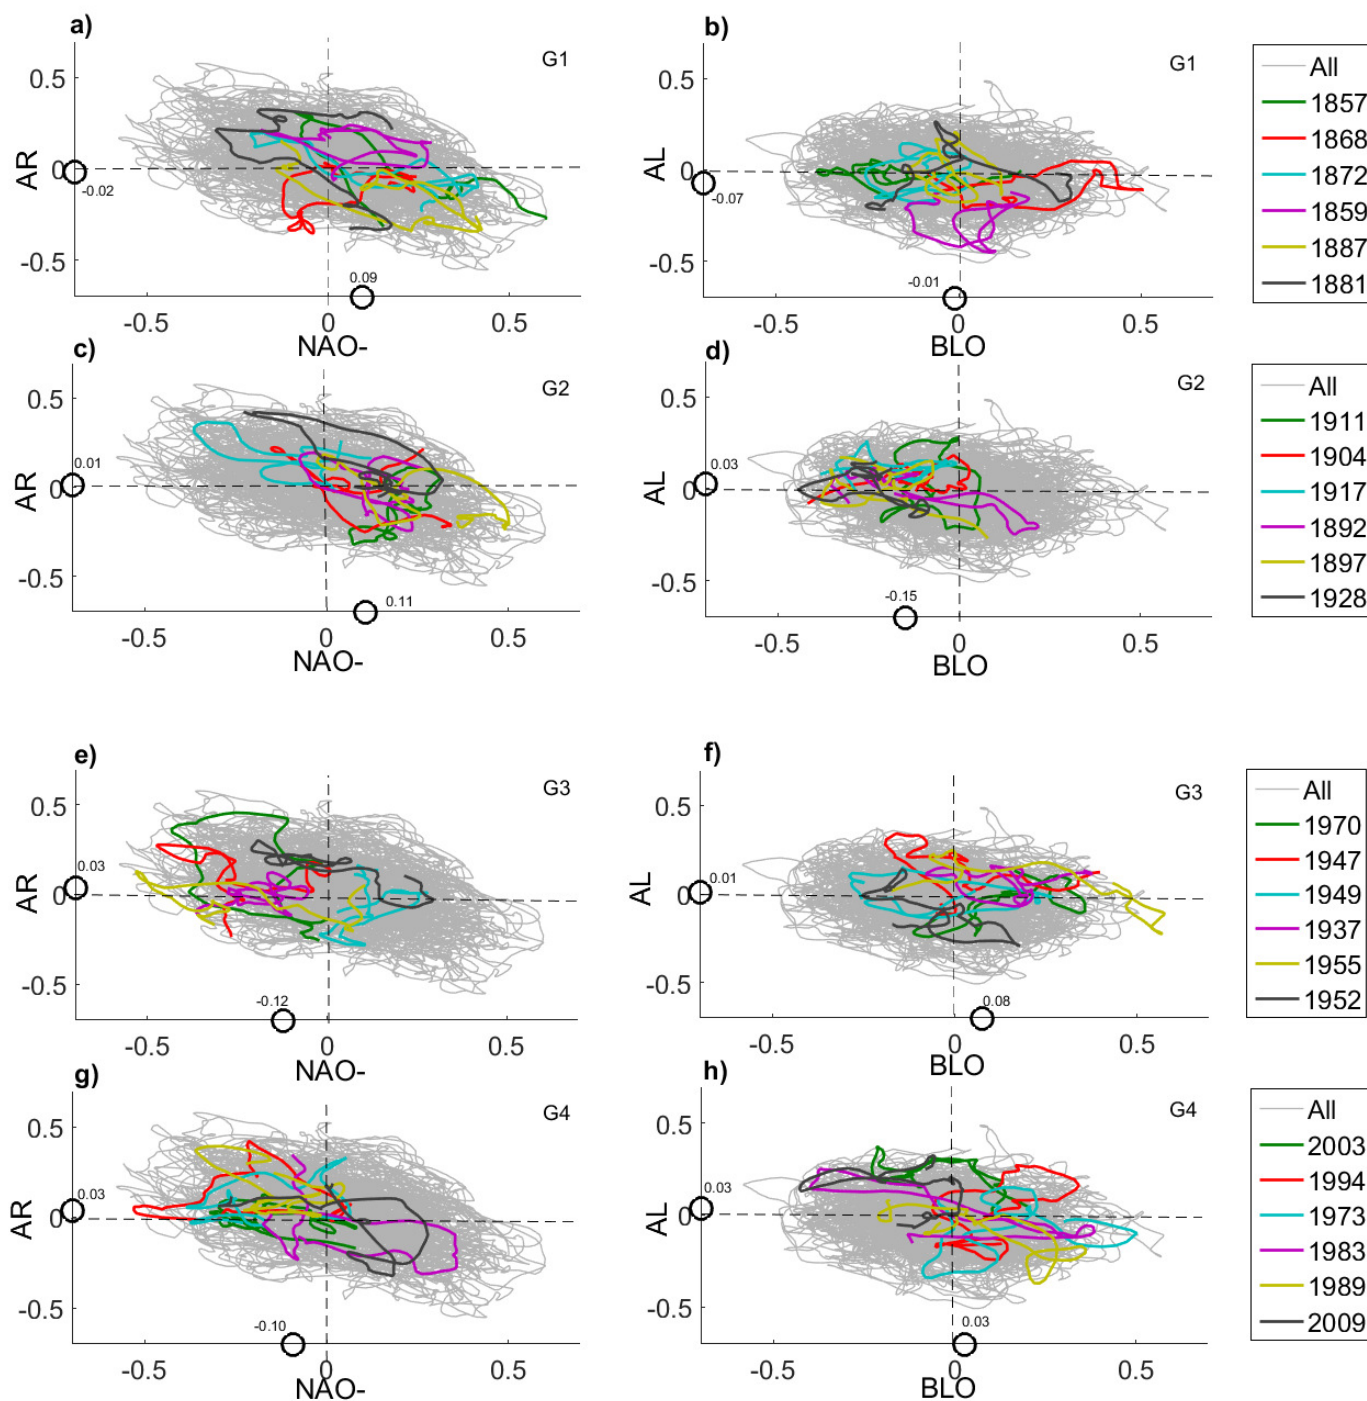 a)
G1
0.5
0
-0.5
AR
-0.02
0.09
-0.5
0
0.5
NAO-
b)
G1
0.5
0
-0.5
AL
-0.07
-0.01
-0.5
0
0.5
BLO
All
1857
1868
1872
1859
1887
1881
c)
G2
0.5
0
-0.5
AR
0.01
0.11
-0.5
0
0.5
NAO-
d)
G2
0.5
0
-0.5
AL
0.03
-0.15
-0.5
0
0.5
BLO
All
1911
1904
1917
1892
1897
1928
e)
G3
0.5
0
-0.5
AR
0.03
-0.12
-0.5
0
0.5
NAO-
f)
G3
0.5
0
-0.5
AL
0.01
0.08
-0.5
0
0.5
BLO
All
1970
1947
1949
1937
1955
1952
g)
G4
0.5
0
-0.5
AR
0.03
-0.10
-0.5
0
0.5
NAO-
h)
G4
0.5
0
-0.5
AL
0.03
0.03
-0.5
0
0.5
BLO
All
2003
1994
1973
1983
1989
2009